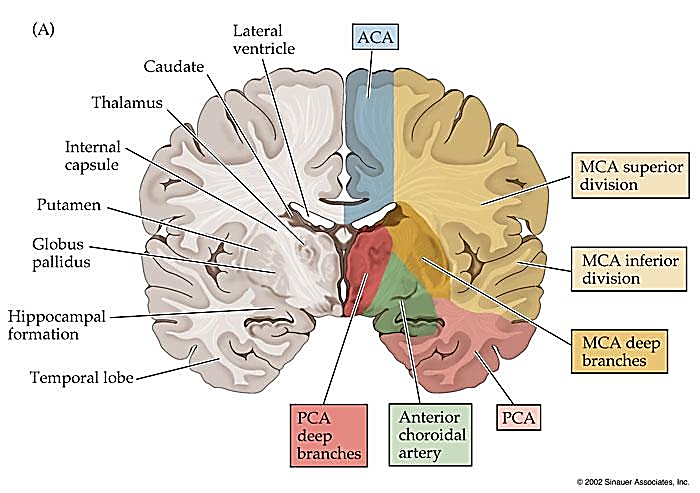 (A)
Lateral
ventricle
ACA
Caudate
Thalamus
Internal
capsule
Putamen
Globus
pallidus
Hippocampal
formation
Temporal lobe
MCA superior
division
MCA inferior
division
MCA deep
branches
PCA
deep
branches
Anterior
choroidal
artery
PCA
© 2002 Sinauer Associates, Inc.